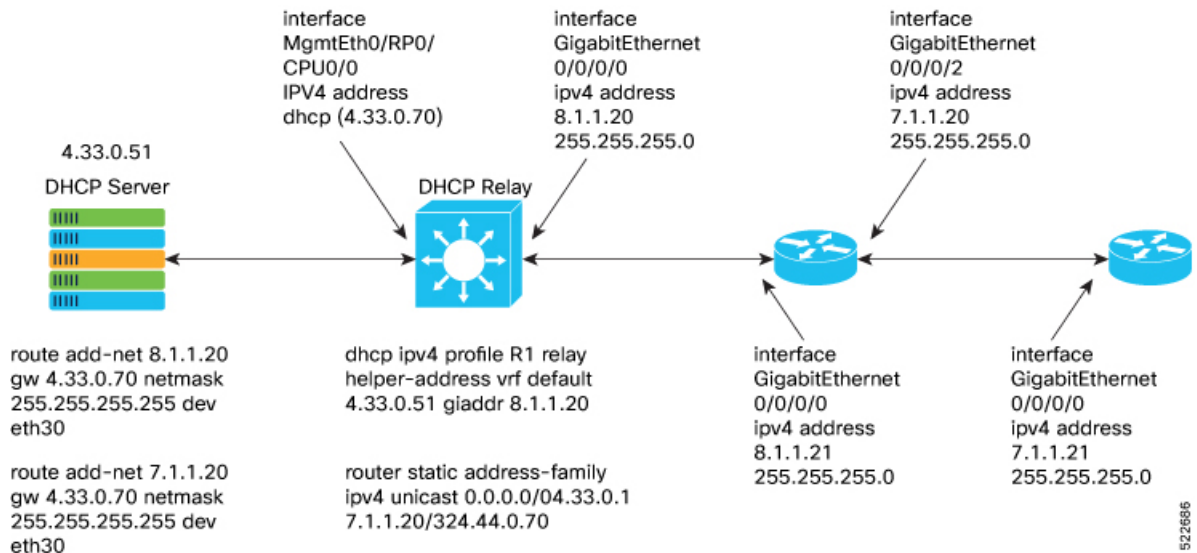 interface
MgmtEth0/RP0/
CPU0/0
IPV4 address
dhcp (4.33.0.70)
interface
GigabitEthernet
0/0/0/0
ipv4 address
8.1.1.20
255.255.255.0
interface
GigabitEthernet
0/0/0/2
ipv4 address
7.1.1.20
255.255.255.0
4.33.0.51
DHCP Server
DHCP Relay
route add-net 8.1.1.20
gw 4.33.0.70 netmask
255.255.255.255 dev
eth30
route add-net 7.1.1.20
gw 4.33.0.70 netmask
255.255.255.255 dev
eth30
dhcp ipv4 profile R1 relay
helper-address vrf default
4.33.0.51 giaddr 8.1.1.20
router static address-family
ipv4 unicast 0.0.0.0/04.33.0.1
7.1.1.20/324.44.0.70
interface
GigabitEthernet
0/0/0/0
ipv4 address
8.1.1.21
255.255.255.0
interface
GigabitEthernet
0/0/0/0
ipv4 address
7.1.1.21
255.255.255.0
522686